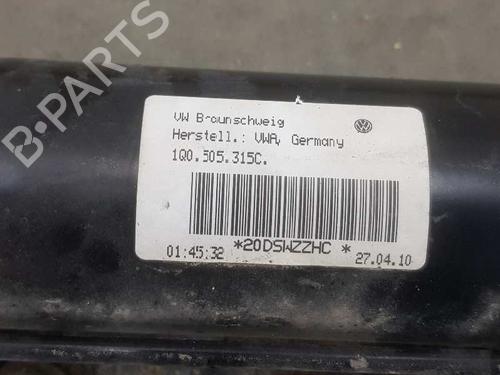 B-PARTS
VW Braunschweig
Herstell.: VWA, Germany
1Q0.505.315C.
*20DSWZZHC *
01:45:32
27.04.10